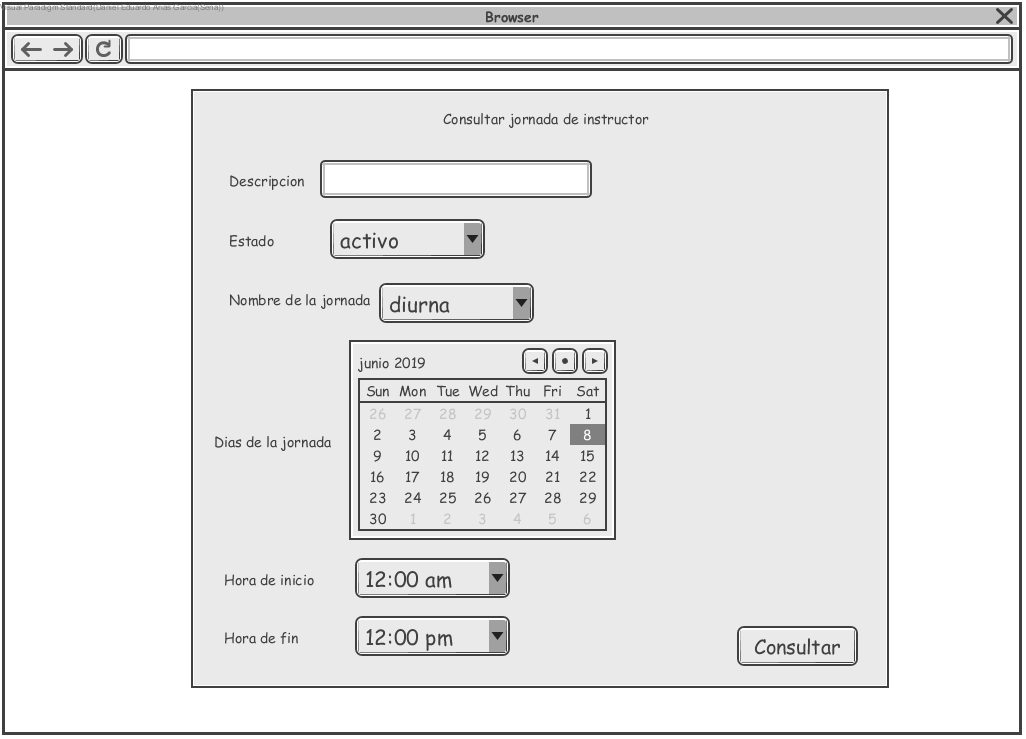 Visual Paradigm Standard(Daniel Eduardo Arias Garcia(Sena))
Browser
Consultar jornada de instructor
Descripcion
Estado activo
Nombre de la jornada diurna
junio 2019
Sun Mon Tue Wed Thu Fri Sat
26 27 28 29 30 31 1
2 3 4 5 6 7 8
Dias de la jornada
9 10 11 12 13 14 15
16 17 18 19 20 21 22
23 24 25 26 27 28 29
30 1 2 3 4 5 6
Hora de inicio 12:00 am
Hora de fin 12:00 pm
Consultar